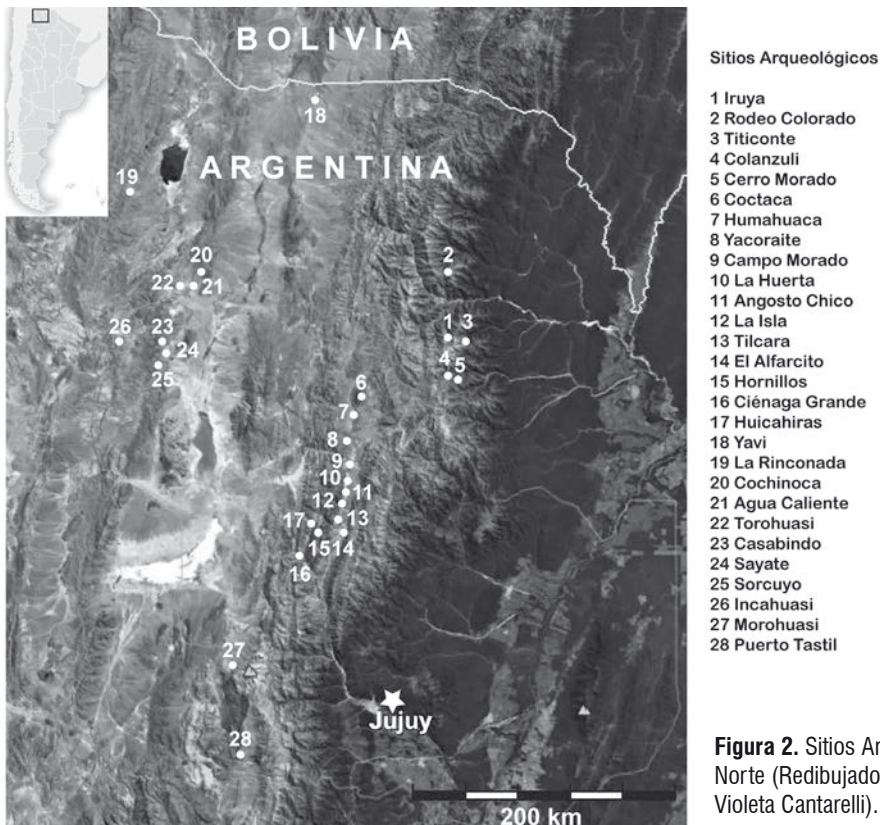 BOLIVIA
18
ARGENTINA
19
20
2
22 21
26 23
1 3
24
25
4
5
6
7
8
9
10
11
12
17 13
15 14
16
27
Jujuy
28
200 km
Sitios Arqueológicos
1 Iruya
2 Rodeo Colorado
3 Titiconte
4 Colanzuli
5 Cerro Morado
6 Coctaca
7 Humahuaca
8 Yacoraite
9 Campo Morado
10 La Huerta
11 Angosto Chico
12 La Isla
13 Tilcara
14 El Alfarcito
15 Hornillos
16 Ciénaga Grande
17 Huicahiras
18 Yavi
19 La Rinconada
20 Cochinoca
21 Agua Caliente
22 Torohuasi
23 Casabindo
24 Sayate
25 Sorcuyo
26 Incahuasi
27 Morohuasi
28 Puerto Tastil
Figura 2. Sitios Ar
Norte (Redibujado
Violeta Cantarelli).